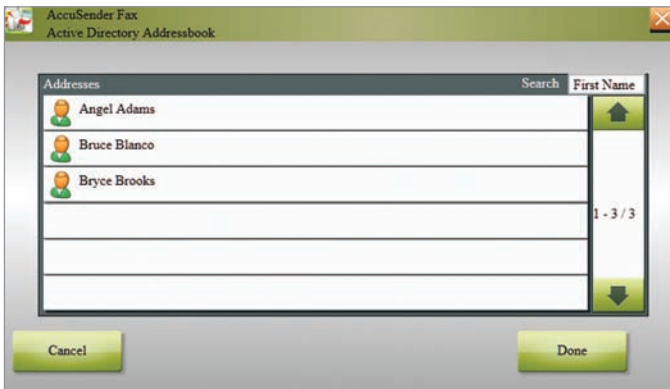 AccuSender Fax
Active Directory Addressbook
Addresses Search First Name
Angel Adams
Bruce Blanco
Bryce Brooks
1 - 3 / 3
Cancel Done